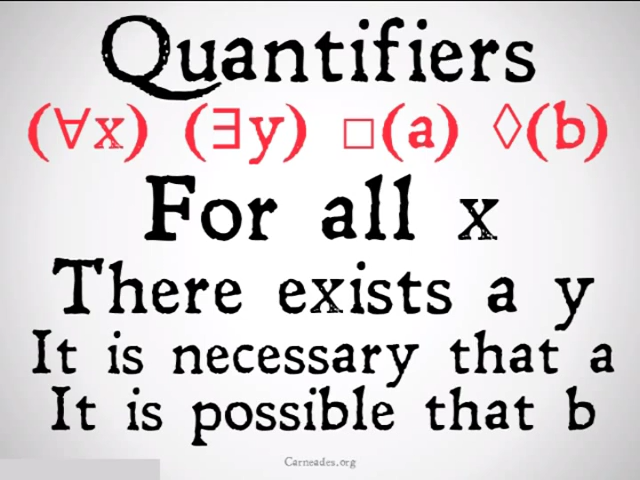 Quantifiers
(∀x) (∃y) □(a) ◊(b)
For all x
There exists a y
It is necessary that a
It is possible that b
Carneades.org